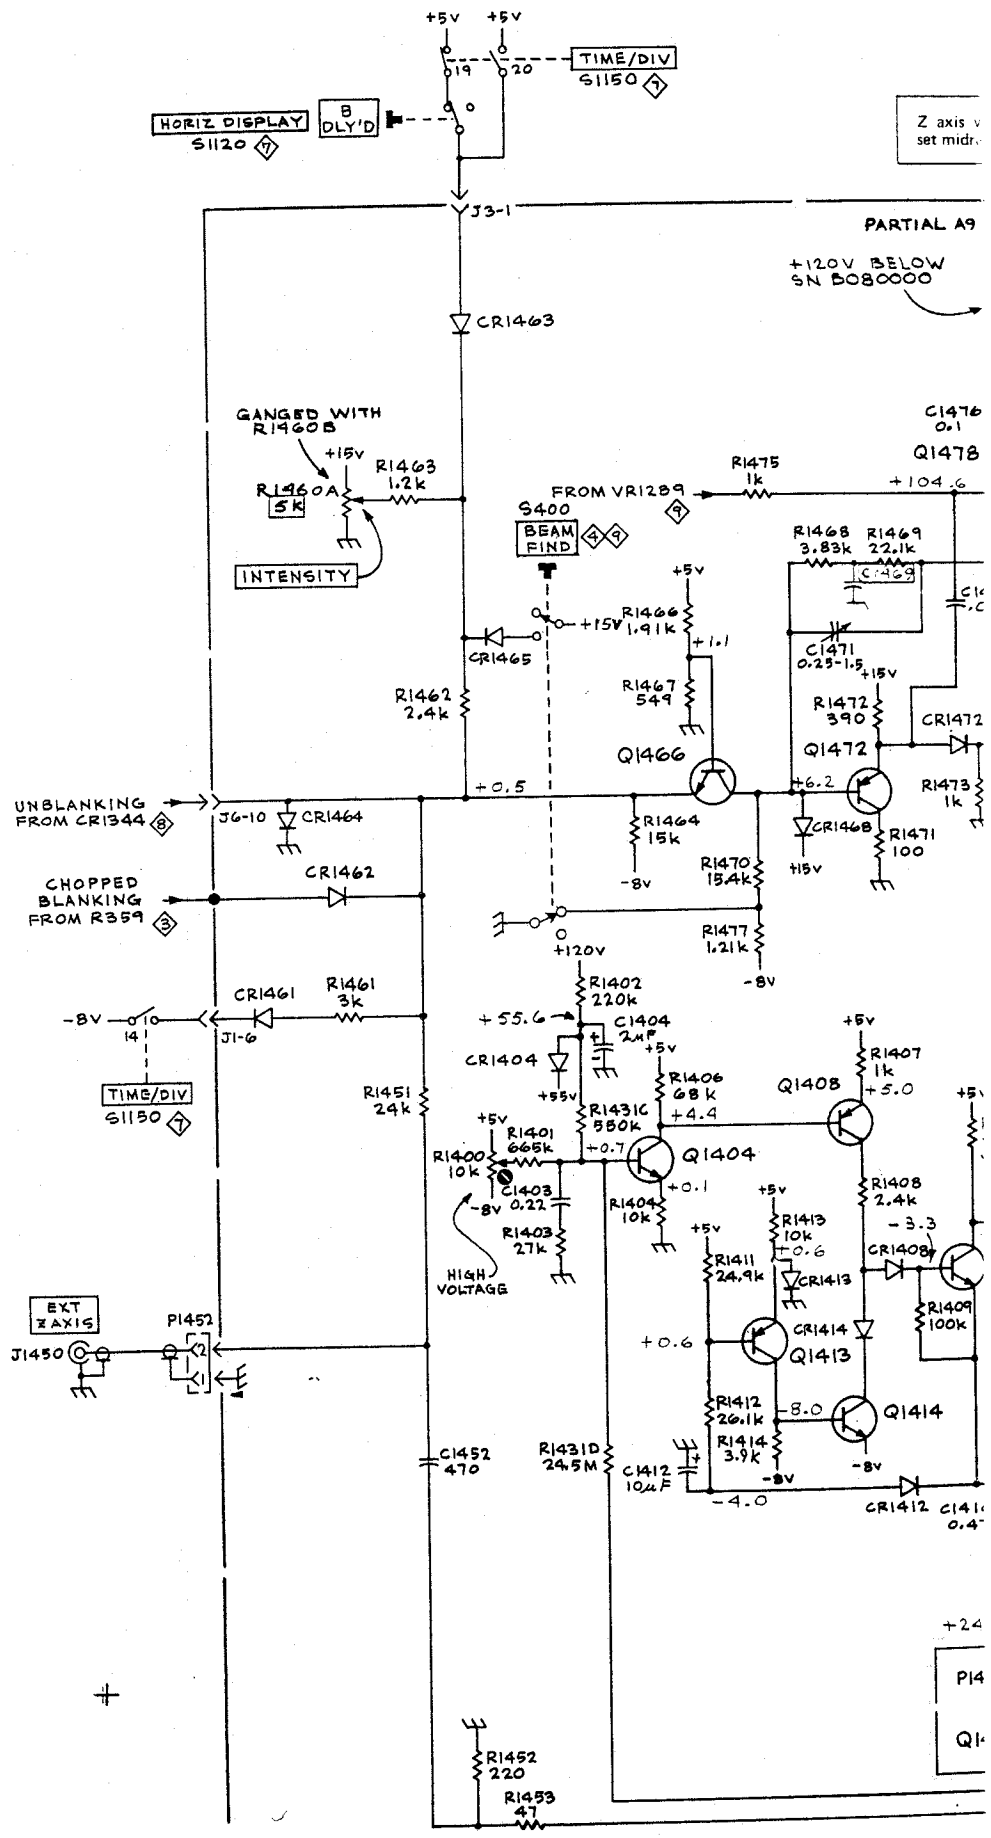 +5V +5V
19 20
TIME/DIV
S1150 7
HORIZ DISPLAY
S1120 7
B
DLY'D
Z axis
set midr
J3-1
PARTIAL A9
+120V BELOW
SN B080000
CR1463
GANGED WITH
R1460B
+15V
R1460A
5K
R1463
1.2K
INTENSITY
FROM VR1289
9
R1475
1K
C1476
0.1
Q1478
+104.6
S400
BEAM
FIND
4 9
R1468
3.83K
R1469
22.1K
C1469
+5V
+15V
R1466
1.91K
+1.1
CR1465
C1471
0.25-1.5
R1467
549
R1462
2.4K
+15V
R1472
390
CR1472
Q1466
Q1472
+0.5
+6.2
R1473
1K
UNBLANKING
FROM CR1344 8
J6-10
CR1464
R1464
15K
-8V
CR1468
+15V
R1471
100
R1470
15.4K
CHOPPED
BLANKING
FROM R359 3
CR1462
R1477
1.21K
-8V
+120V
R1402
220K
-8V
14
J1-6
CR1461
R1461
3K
+55.6
C1404
2µF
CR1404
+55V
+5V
R1406
68K
+5V
R1407
1K
Q1408
+5.0
TIME/DIV
S1150 7
R1451
24K
R1431C
550K
+4.4
+5V
R1400
10K
R1401
665K
-8V
+0.7
Q1404
+0.1
C1403
0.22
R1404
10K
R1403
27K
HIGH
VOLTAGE
+5V
R1408
2.4K
+5V
R1413
10K
+0.6
+5V
R1411
24.9K
CR1413
CR1408
-3.3
R1409
100K
EXT
Z AXIS
J1450
P1452
2
1
+0.6
CR1414
Q1413
R1412
26.1K
-8.0
Q1414
R1414
3.9K
-8V
-8V
C1452
470
R1431D
24.5M
C1412
10µF
-4.0
CR1412
+24
P14
Q14
R1452
220
R1453
47